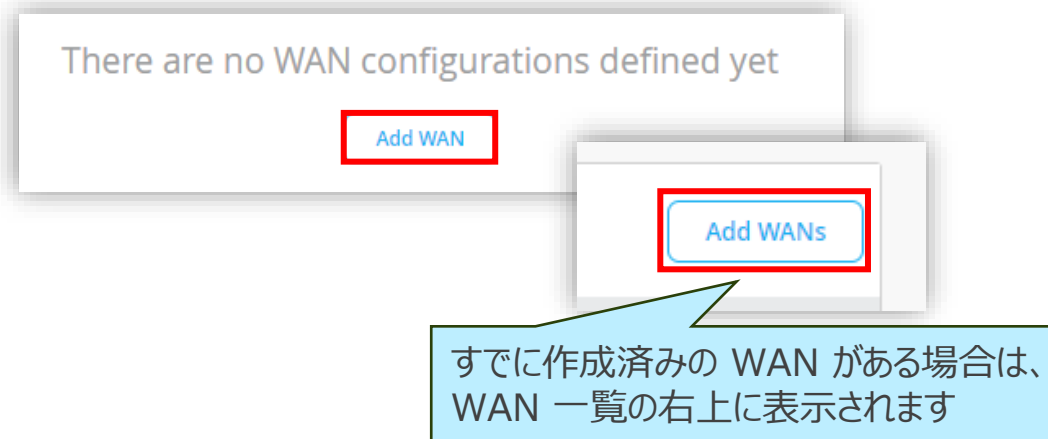 There are no WAN configurations defined yet
Add WAN
Add WANs
すでに作成済みの WAN がある場合は、
WAN 一覧の右上に表示されます